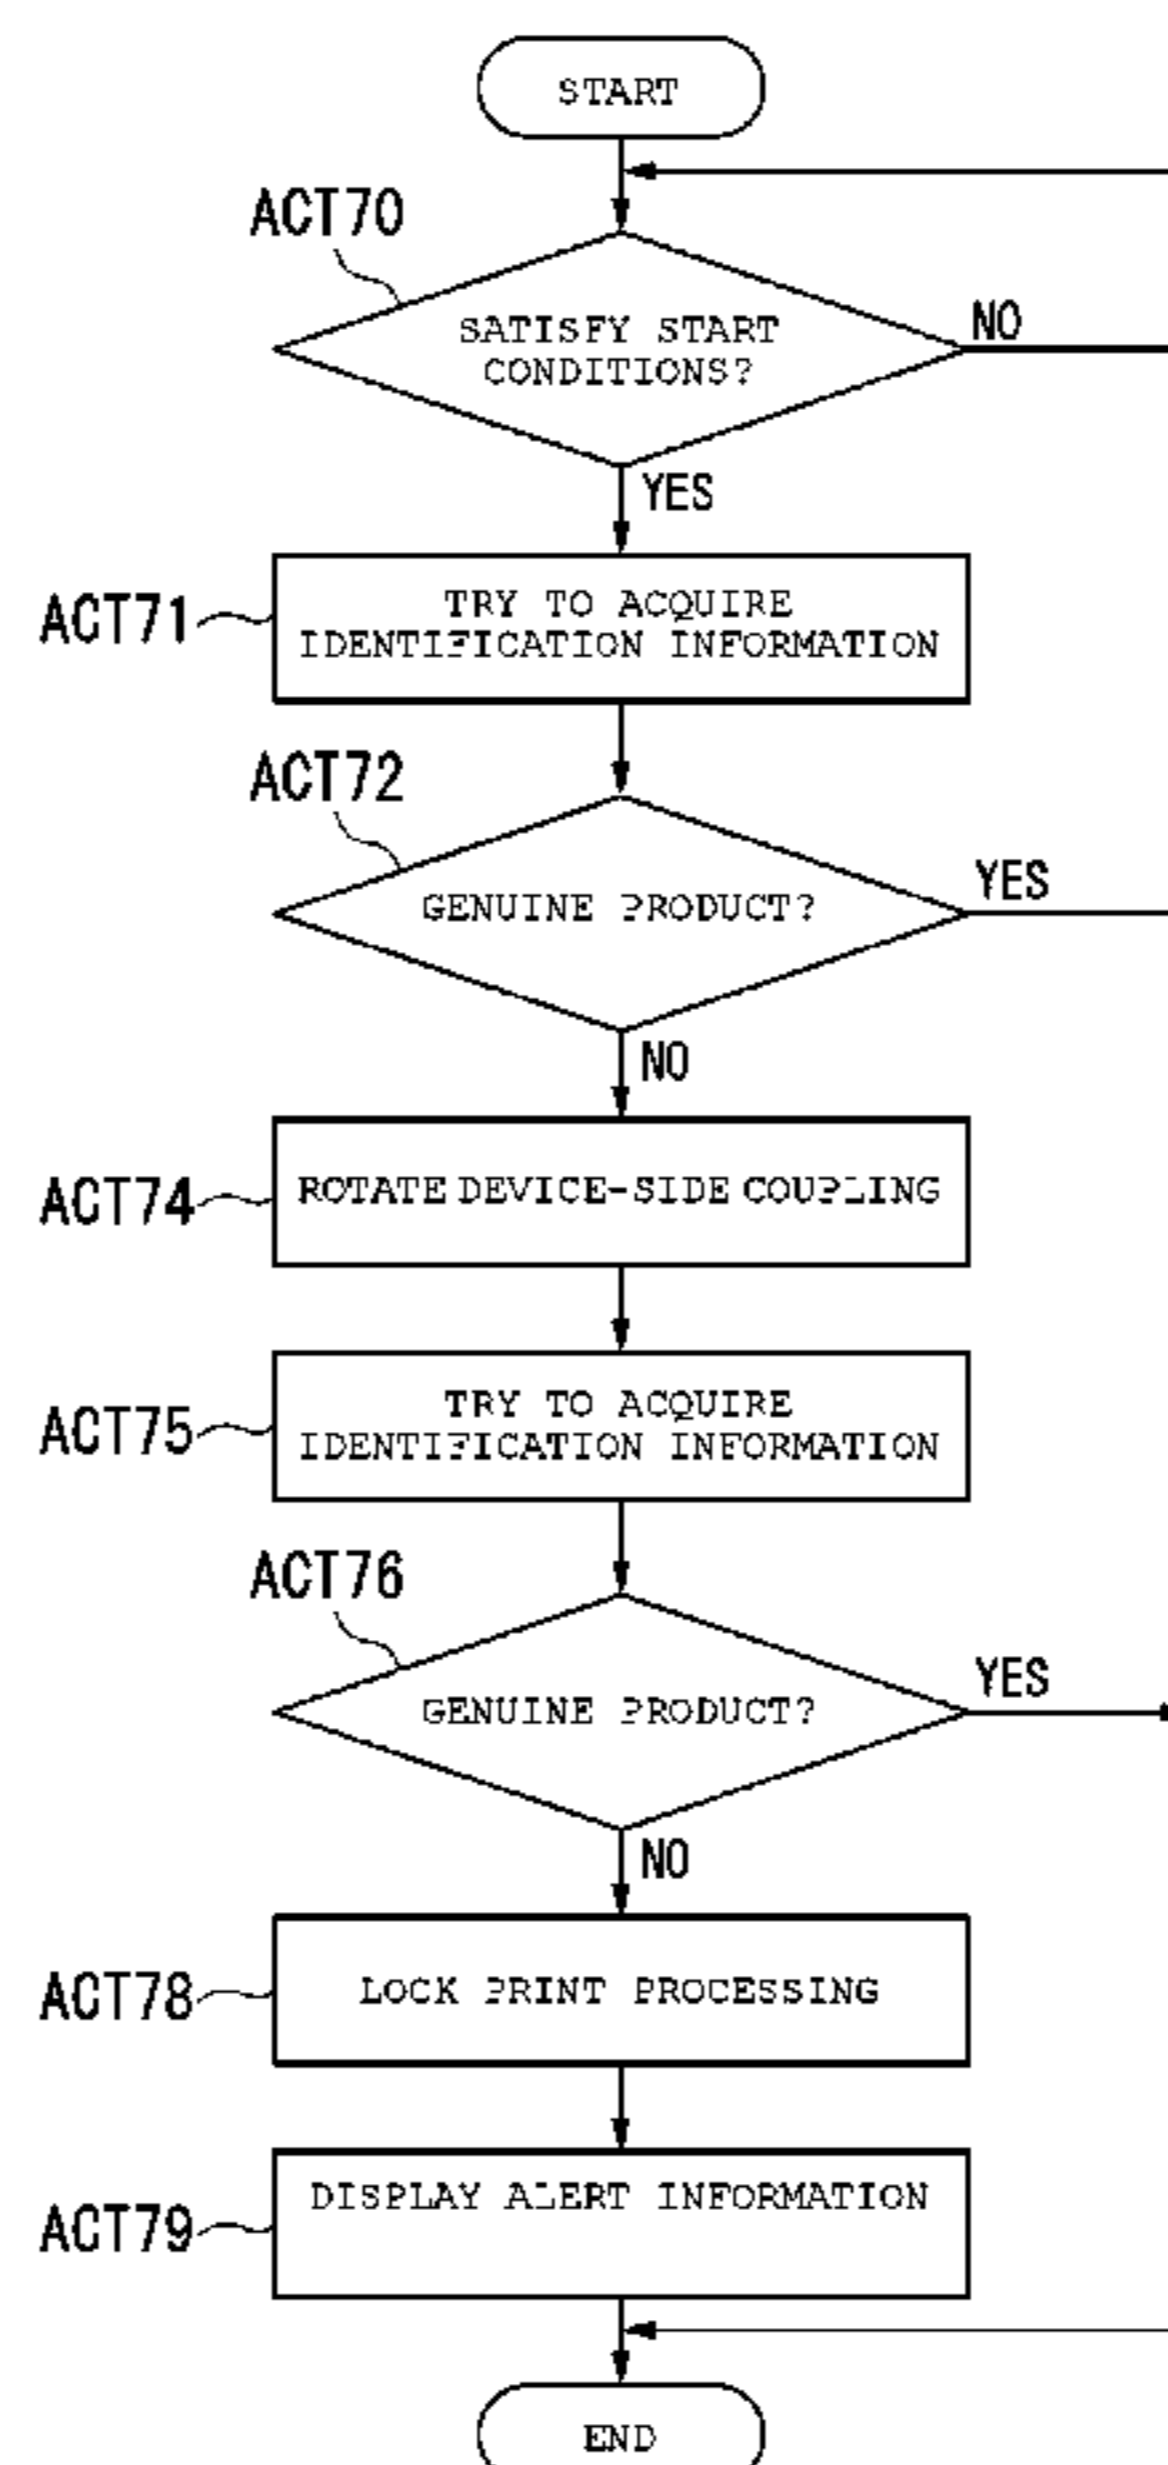 START
ACT70
SATISFY START
CONDITIONS?
NO
YES
ACT71
TRY TO ACQUIRE
IDENTIFICATION INFORMATION
ACT72
GENUINE PRODUCT?
YES
NO
ACT74
ROTATE DEVICE-SIDE COUPLING
ACT75
TRY TO ACQUIRE
IDENTIFICATION INFORMATION
ACT76
GENUINE PRODUCT?
YES
NO
ACT78
LOCK PRINT PROCESSING
ACT79
DISPLAY ALERT INFORMATION
END